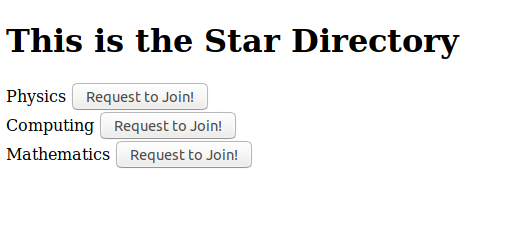 This is the Star Directory
Physics Request to Join!
Computing Request to Join!
Mathematics Request to Join!